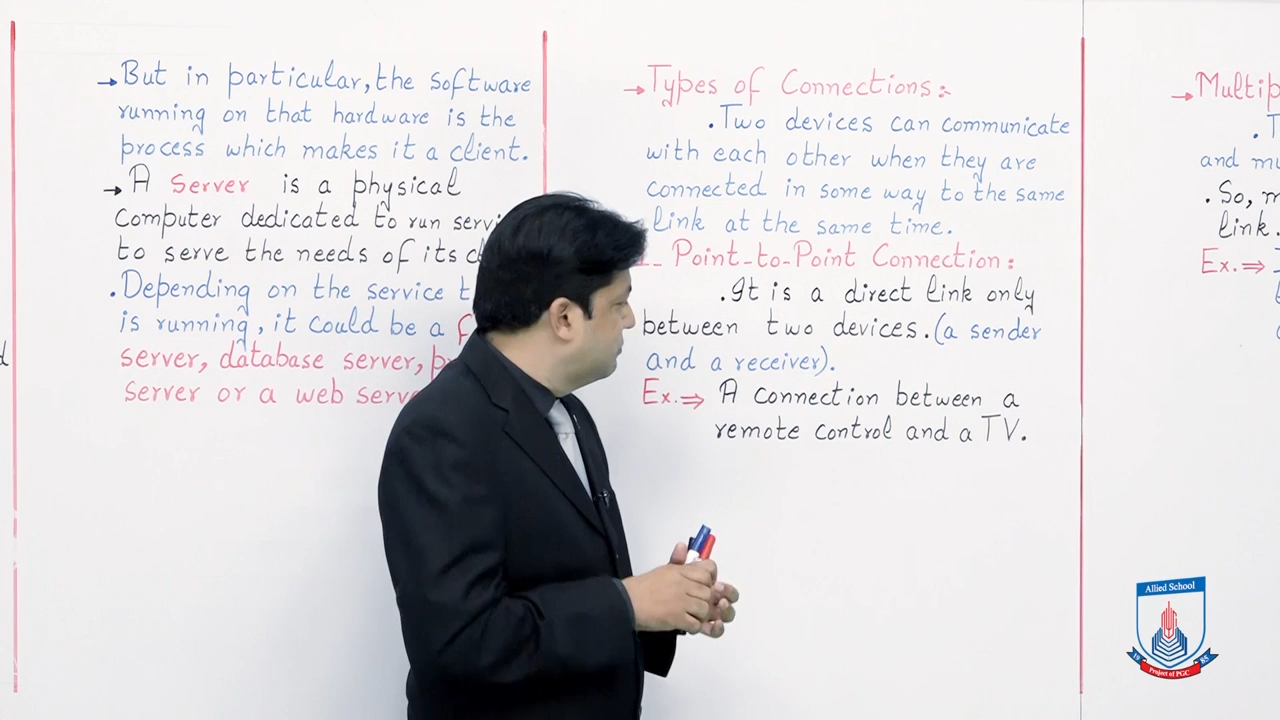 →But in particular, the software
running on that hardware is the
process which makes it a client.
→ A Server is a physical
Computer dedicated to run
to serve the needs of its
.Depending on the service
is running, it could be a
server, database server,
server or a web
→Types of Connections:-
.Two devices can communicate
with each other when they are
connected in some way to the same
link at the same time.
Point-to-Point Connection:
.It is a direct link only
between two devices. (a sender
and a receiver).
Ex.⇒ A connection between a
remote control and a TV.
→
.
and
.So,
link.
Ex.⇒
Allied School
19 85
Project of PGC